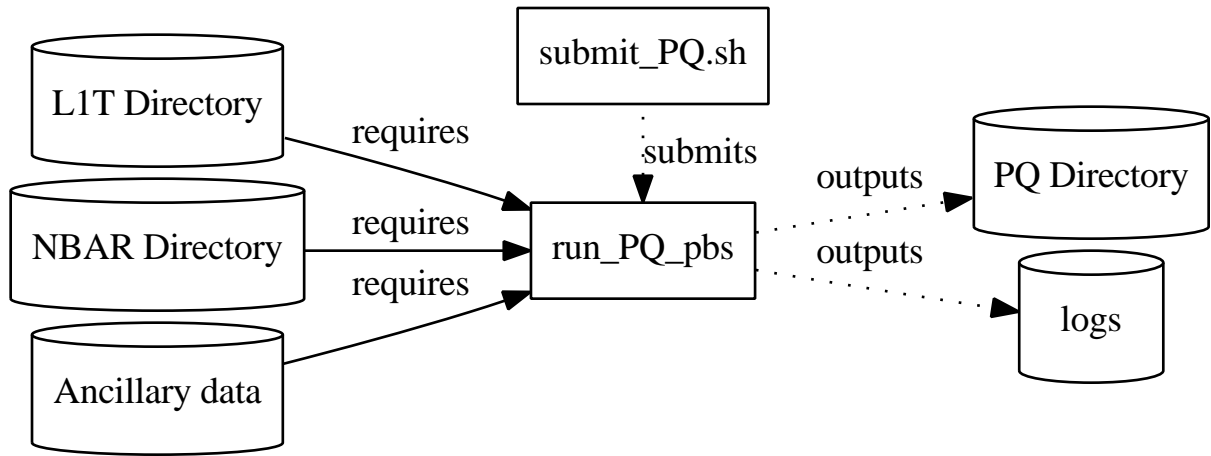 submit_PQ.sh
L1T Directory
requires
submits
outputs
PQ Directory
NBAR Directory
requires
run_PQ_pbs
outputs
requires
logs
Ancillary data